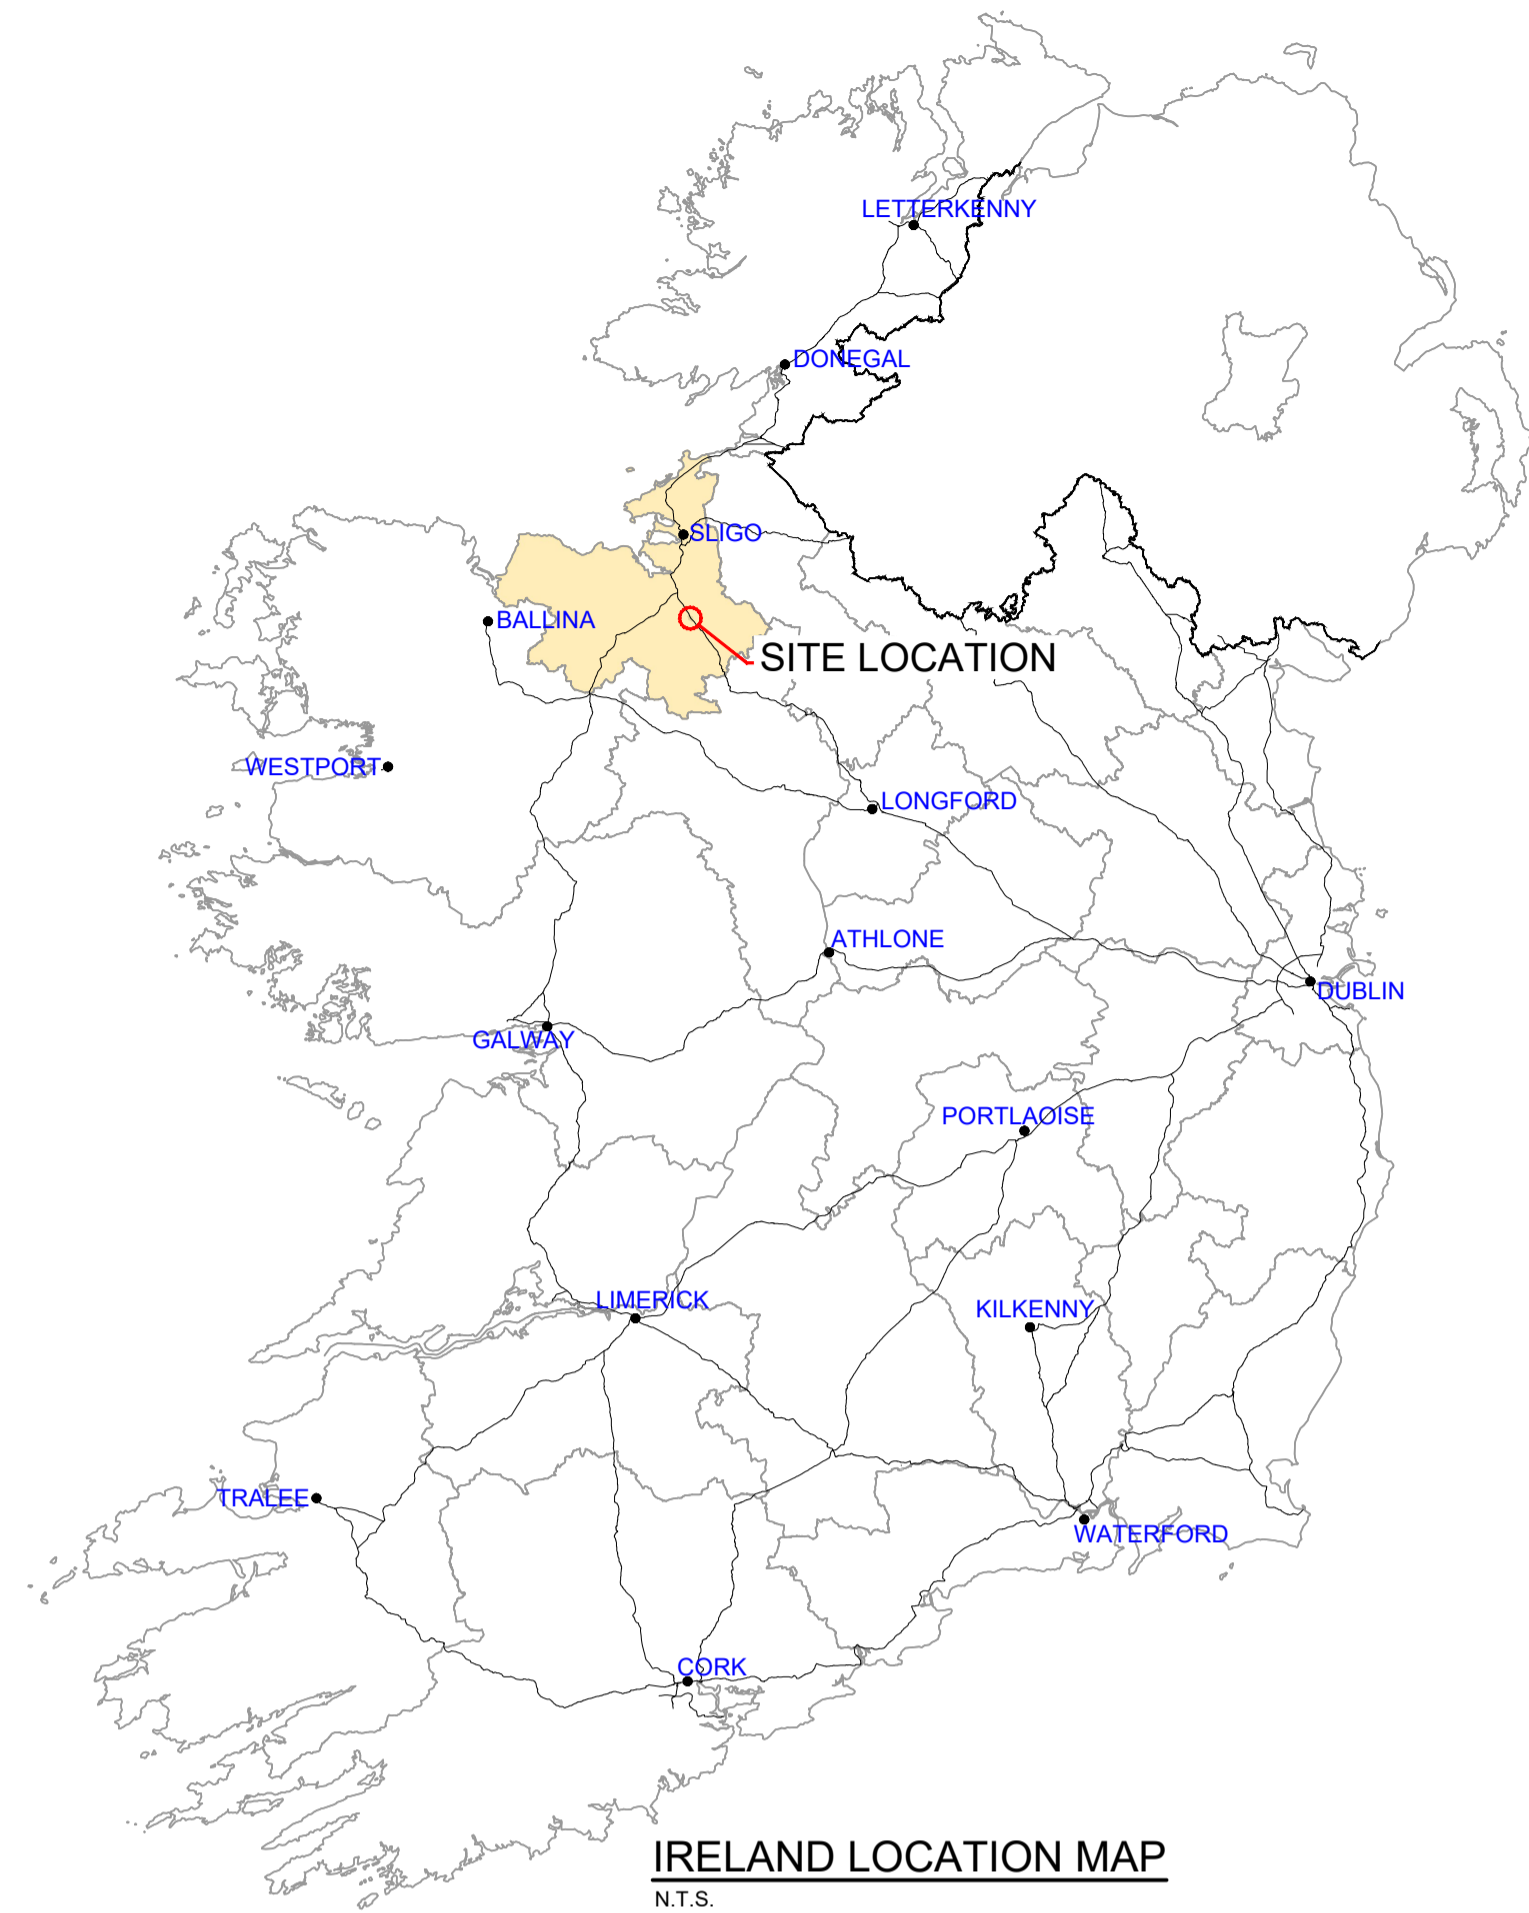 LETTERKENNY
DONEGAL
SLIGO
BALLINA
SITE LOCATION
WESTPORT
LONGFORD
ATHLONE
DUBLIN
GALWAY
PORTLAOISE
LIMERICK
KILKENNY
TRALEE
WATERFORD
CORK
IRELAND LOCATION MAP
N.T.S.